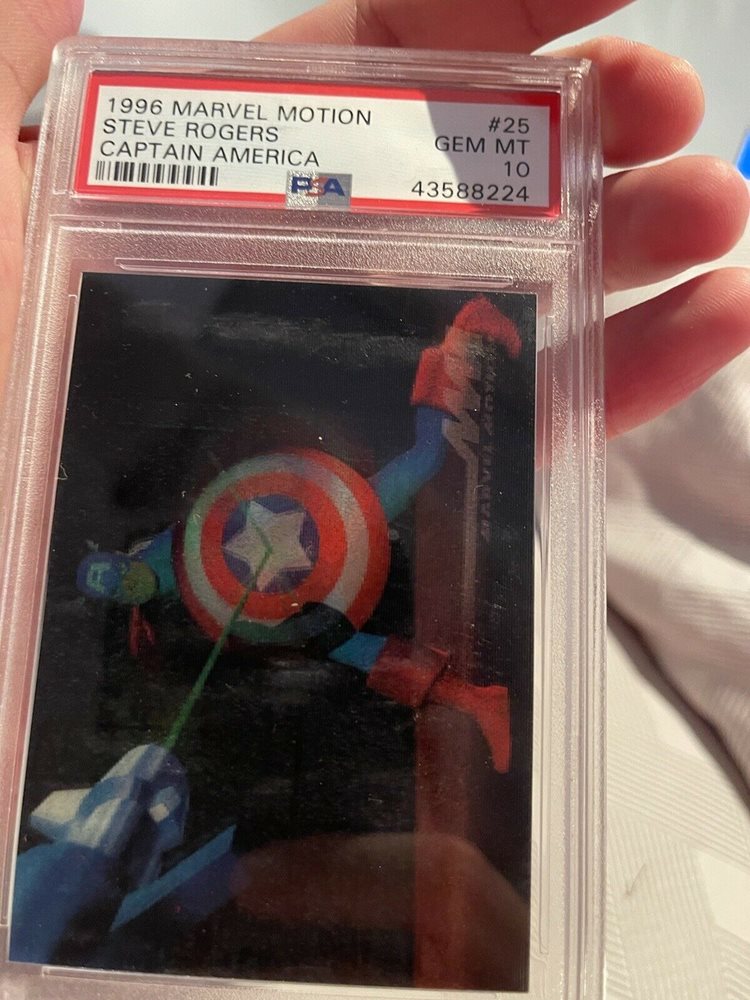 1996 MARVEL MOTION #25
STEVE ROGERS GEM MT
CAPTAIN AMERICA 10
PSA 43588224
A